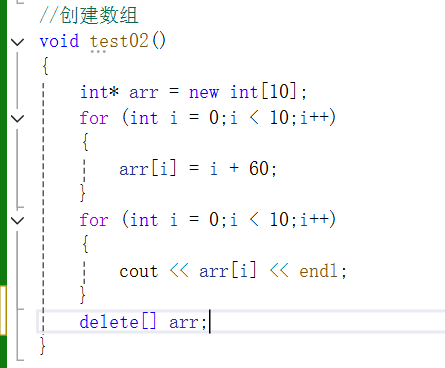 //创建数组
void test02()
{
int* arr = new int[10];
for (int i = 0;i < 10;i++)
{
arr[i] = i + 60;
}
for (int i = 0;i < 10;i++)
{
cout << arr[i] << endl;
}
delete[] arr;
}